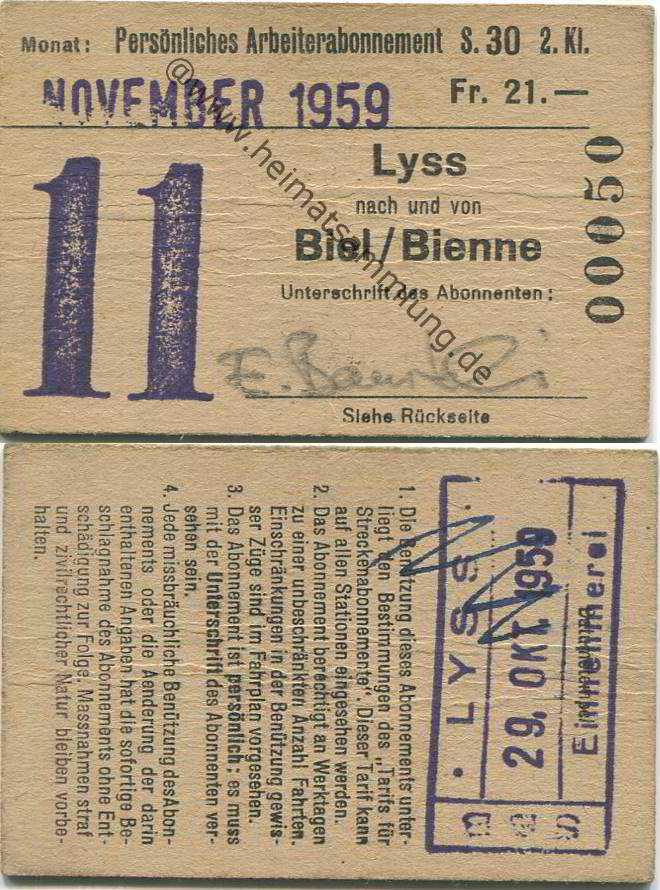 Monat: Persönliches Arbeiterabonnement S. 30 2. Kl.
NOVEMBER 1959 Fr. 21.—
11
Lyss
nach und von
Biel/Bienne
Unterschrift des Abonnenten:
00050
Siehe Rückseite
@www.heimatsammlung.de
1. Die Benützung dieses Abonnements unter-
liegt den Bestimmungen des „Tarifs für
Streckenabonnemente". Dieser Tarif kann
auf allen Stationen eingesehen werden.
2. Das Abonnement berechtigt an Werktagen
zu einer unbeschränkten Anzahl Fahrten.
Einschränkungen in der Benützung gewis-
ser Züge sind im Fahrplan vorgesehen.
3. Das Abonnement ist persönlich: es muss
mit der Unterschrift des Abonnenten ver-
sehen sein.
4. Jede missbräuchliche Benützung des Abon-
nements oder die Aenderung der darin
enthaltenen Angaben hat die sofortige Be-
schlagnahme des Abonnements ohne Ent-
schädigung zur Folge. Massnahmen straf
und zivilrechtlicher Natur bleiben vorbe-
halten.
Einnehmerei
29. OKT. 1959
LYSS